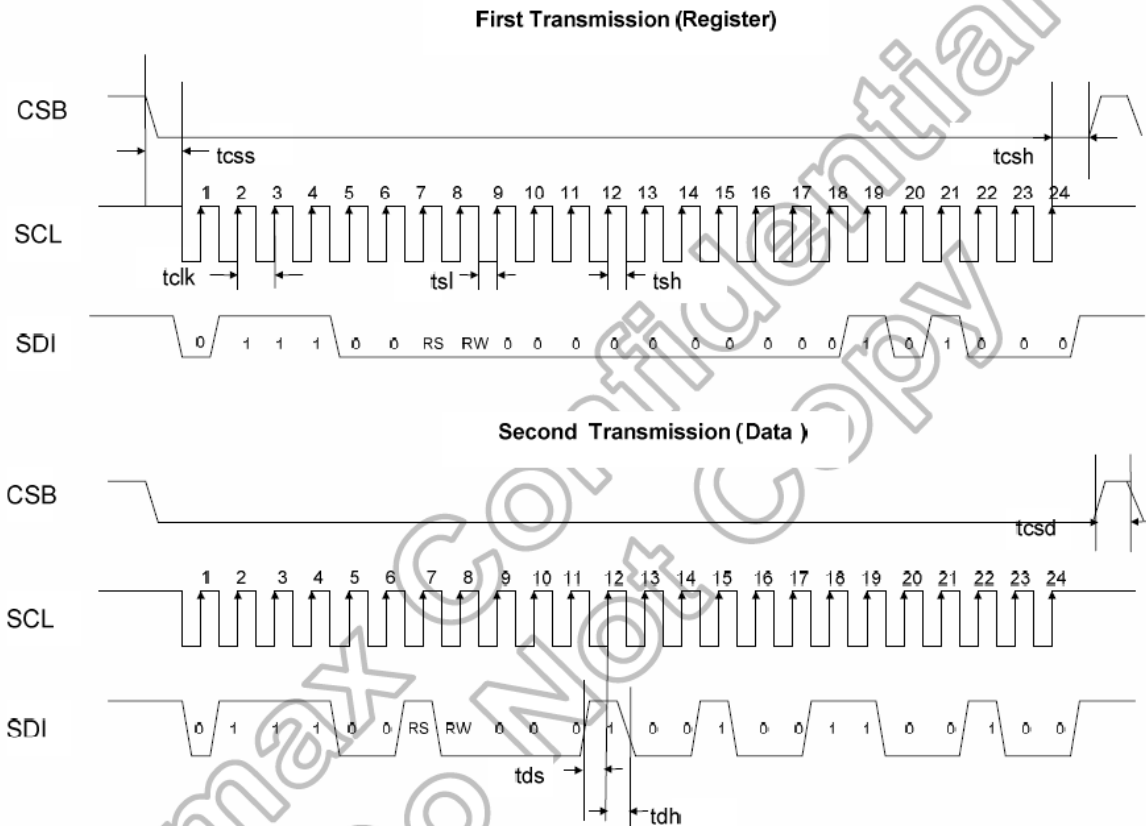 First Transmission (Register)
CSB
tcss
tcsh
1 2 3 4 5 6 7 8 9 10 11 12 13 14 15 16 17 18 19 20 21 22 23 24
SCL
tclk
tsl
tsh
SDI
0 1 1 1 0 0 RS RW 0 0 0 0 0 0 0 0 0 0 1 0 1 0 0 0
Second Transmission (Data )
CSB
tcsd
1 2 3 4 5 6 7 8 9 10 11 12 13 14 15 16 17 18 19 20 21 22 23 24
SCL
SDI
0 1 1 1 0 0 RS RW 0 0 0 1 0 0 1 0 0 1 1 0 0 1 0 0
tds
tdh
max Confidential
o Not Copy